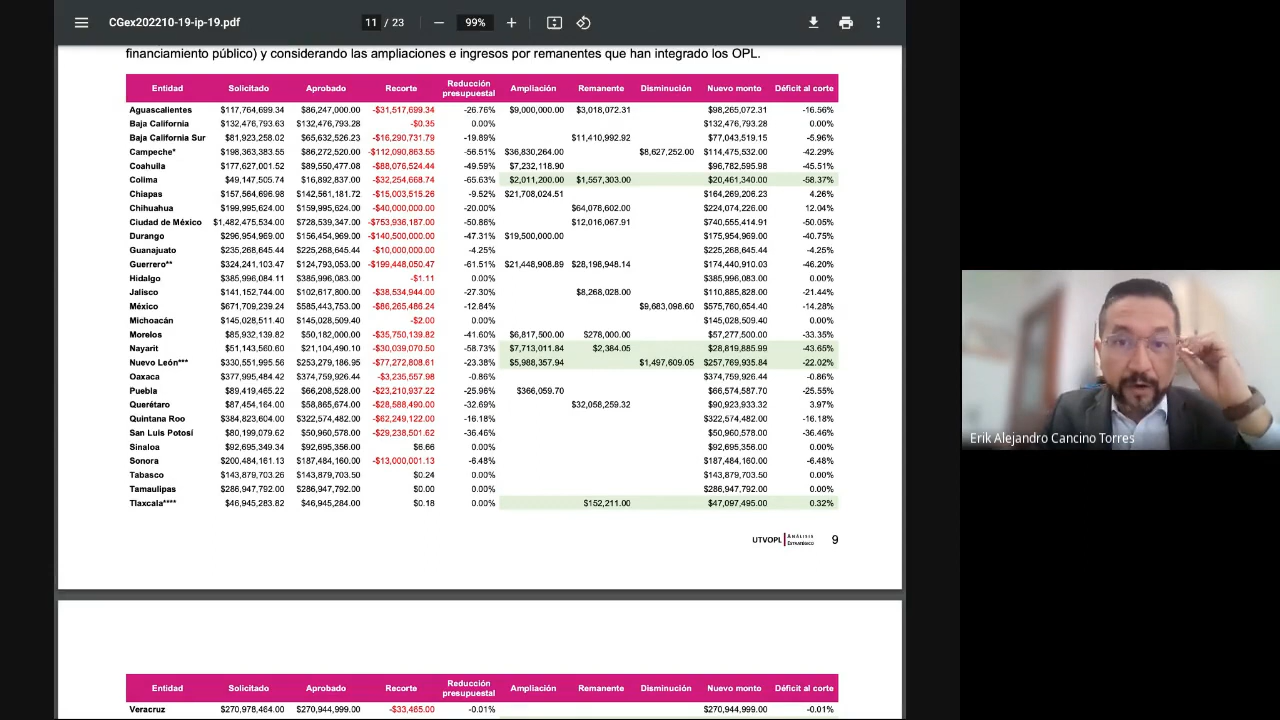 CGex202210-19-ip-19.pdf 11 / 23 99%
financiamiento público) y considerando las ampliaciones e ingresos por remanentes que han integrado los OPL.
Entidad Solicitado Aprobado Recorte Reducción presupuestal Ampliación Remanente Disminución Nuevo monto Déficit al corte
Aguascalientes $117,764,699.34 $86,247,000.00 -$31,517,699.34 -26.76% $9,000,000.00 $3,018,072.31 $98,265,072.31 -16.56%
Baja California $132,476,793.63 $132,476,793.28 -$0.35 0.00% $132,476,793.28 0.00%
Baja California Sur $81,923,258.02 $65,632,526.23 -$16,290,731.79 -19.89% $11,410,992.92 $77,043,519.15 -5.96%
Campeche* $198,363,383.55 $86,272,520.00 -$112,090,863.55 -56.51% $36,830,264.00 $8,627,252.00 $114,475,532.00 -42.29%
Coahuila $177,627,001.52 $89,550,477.08 -$88,076,524.44 -49.59% $7,232,118.90 $96,782,595.98 -45.51%
Colima $49,147,505.74 $16,892,837.00 -$32,254,668.74 -65.63% $2,011,200.00 $1,557,303.00 $20,461,340.00 -58.37%
Chiapas $157,564,696.98 $142,561,181.72 -$15,003,515.26 -9.52% $21,708,024.51 $164,269,206.23 4.26%
Chihuahua $199,995,624.00 $159,995,624.00 -$40,000,000.00 -20.00% $64,078,602.00 $224,074,226.00 12.04%
Ciudad de México $1,482,475,534.00 $728,539,347.00 -$753,936,187.00 -50.86% $12,016,067.91 $740,555,414.91 -50.05%
Durango $296,954,969.00 $156,454,969.00 -$140,500,000.00 -47.31% $19,500,000.00 $175,954,969.00 -40.75%
Guanajuato $235,268,645.44 $225,268,645.44 -$10,000,000.00 -4.25% $225,268,645.44 -4.25%
Guerrero** $324,241,103.47 $124,793,053.00 -$199,448,050.47 -61.51% $21,448,908.89 $28,198,948.14 $174,440,910.03 -46.20%
Hidalgo $385,996,084.11 $385,996,083.00 -$1.11 0.00% $385,996,083.00 0.00%
Jalisco $141,152,744.00 $102,617,800.00 -$38,534,944.00 -27.30% $8,268,028.00 $110,885,828.00 -21.44%
México $671,709,239.24 $585,443,753.00 -$86,265,486.24 -12.84% $9,683,098.60 $575,760,654.40 -14.28%
Michoacán $145,028,511.40 $145,028,509.40 -$2.00 0.00% $145,028,509.40 0.00%
Morelos $85,932,139.82 $50,182,000.00 -$35,750,139.82 -41.60% $6,817,500.00 $278,000.00 $57,277,500.00 -33.35%
Nayarit $51,143,560.60 $21,104,490.10 -$30,039,070.50 -58.73% $7,713,011.84 $2,384.05 $28,819,885.99 -43.65%
Nuevo León*** $330,551,995.56 $253,279,186.95 -$77,272,808.61 -23.38% $5,988,357.94 $1,497,609.05 $257,769,935.84 -22.02%
Oaxaca $377,995,484.42 $374,759,926.44 -$3,235,557.98 -0.86% $374,759,926.44 -0.86%
Puebla $89,419,465.22 $66,208,528.00 -$23,210,937.22 -25.96% $366,059.70 $66,574,587.70 -25.55%
Querétaro $87,454,164.00 $58,865,674.00 -$28,588,490.00 -32.69% $32,058,259.32 $90,923,933.32 3.97%
Quintana Roo $384,823,604.00 $322,574,482.00 -$62,249,122.00 -16.18% $322,574,482.00 -16.18%
San Luis Potosí $80,199,079.62 $50,960,578.00 -$29,238,501.62 -36.46% $50,960,578.00 -36.46%
Sinaloa $92,695,349.34 $92,695,356.00 $6.66 0.00% $92,695,356.00 0.00%
Sonora $200,484,161.13 $187,484,160.00 -$13,000,001.13 -6.48% $187,484,160.00 -6.48%
Tabasco $143,879,703.26 $143,879,703.50 $0.24 0.00% $143,879,703.50 0.00%
Tamaulipas $286,947,792.00 $286,947,792.00 $0.00 0.00% $286,947,792.00 0.00%
Tlaxcala**** $46,945,283.82 $46,945,284.00 $0.18 0.00% $152,211.00 $47,097,495.00 0.32%
UTVOPL ANÁLISIS ESTRATÉGICO 9
Entidad Solicitado Aprobado Recorte Reducción presupuestal Ampliación Remanente Disminución Nuevo monto Déficit al corte
Veracruz $270,978,464.00 $270,944,999.00 -$33,465.00 -0.01% $270,944,999.00 -0.01%
Erik Alejandro Cancino Torres